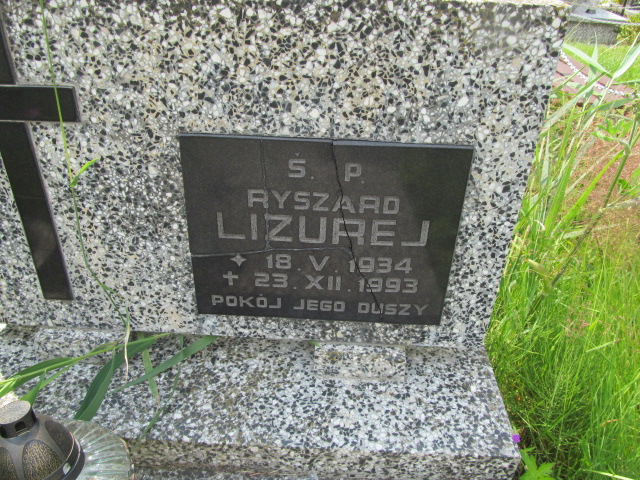 Ś. P.
RYSZARD
LIZUREJ
18. V. 1934
+ 23. XII. 1993
POKÓJ JEGO DUSZY